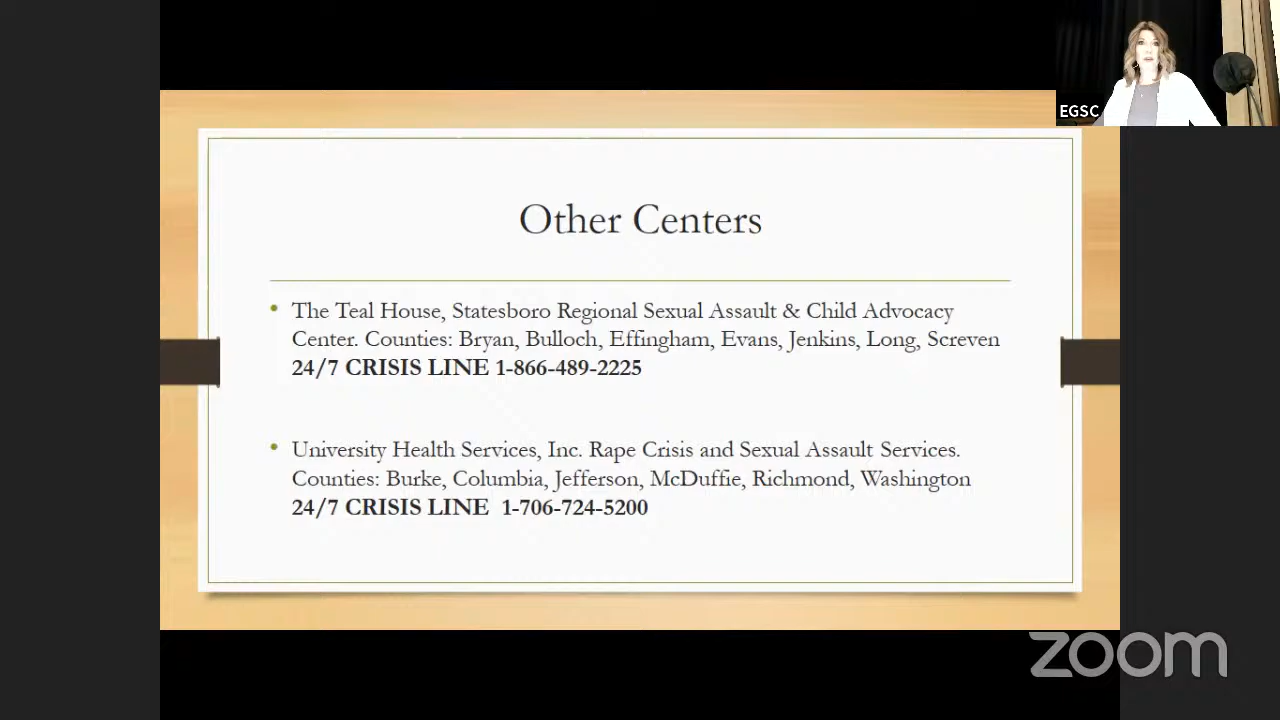 EGSC
Other Centers
The Teal House, Statesboro Regional Sexual Assault & Child Advocacy
Center. Counties: Bryan, Bulloch, Effingham, Evans, Jenkins, Long, Screven
24/7 CRISIS LINE 1-866-489-2225
University Health Services, Inc. Rape Crisis and Sexual Assault Services.
Counties: Burke, Columbia, Jefferson, McDuffie, Richmond, Washington
24/7 CRISIS LINE 1-706-724-5200
zoom